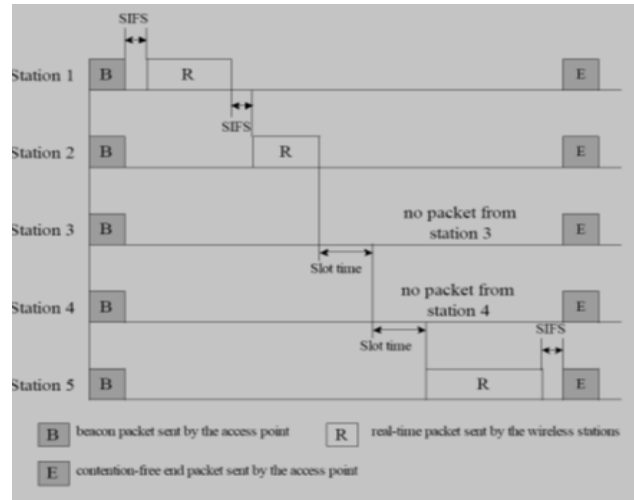 SIFS
Station 1 B R E
SIFS
Station 2 B R E
Station 3 B no packet from station 3 E
Slot time
Station 4 B no packet from station 4 E
Slot time SIFS
Station 5 B R E
B beacon packet sent by the access point R real-time packet sent by the wireless stations
E contention-free end packet sent by the access point